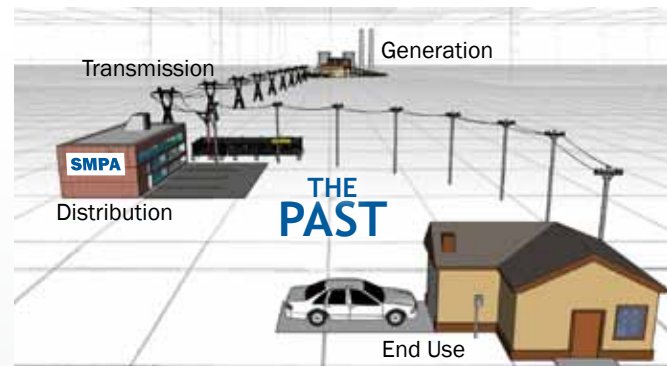 Generation
Transmission
SMPA
Distribution
THE
PAST
End Use